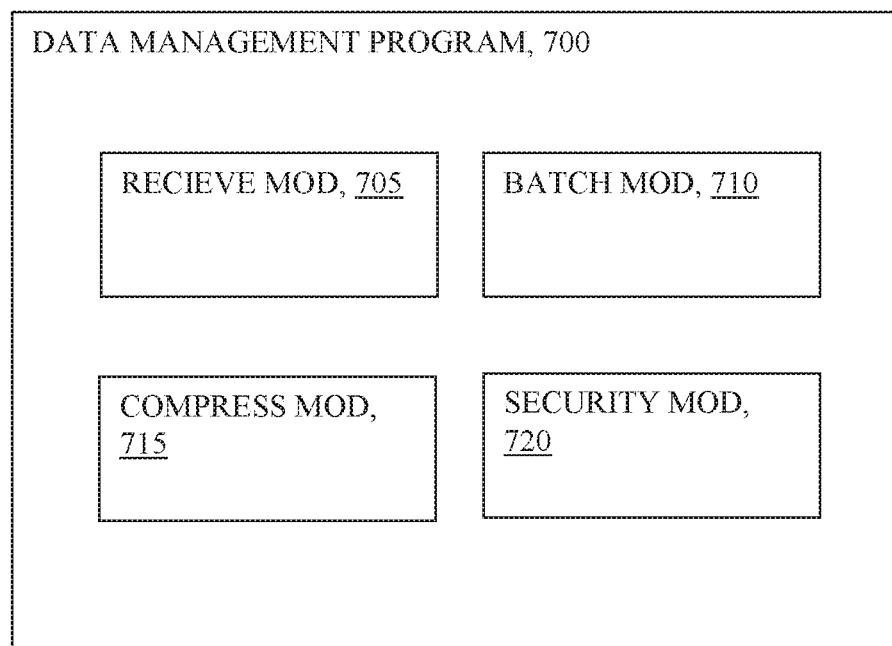 DATA MANAGEMENT PROGRAM, 700
RECIEVE MOD, 705
BATCH MOD, 710
COMPRESS MOD,
715
SECURITY MOD,
720